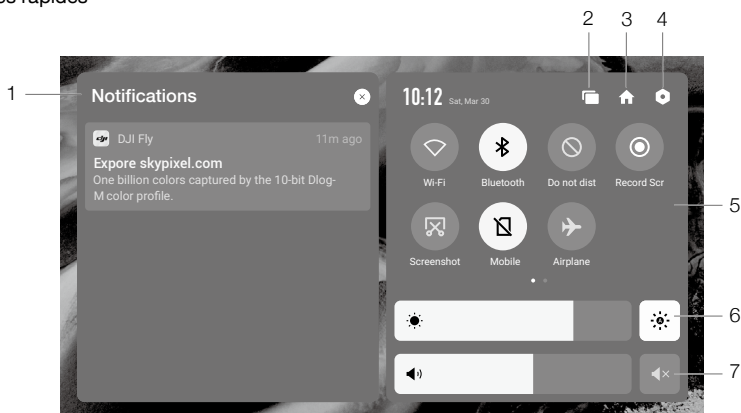 es rapides
2 3 4
1
Notifications
10:12 Sat, Mar 30
DJI Fly 11m ago
Expore skypixel.com
One billion colors captured by the 10-bit Dlog-
M color profile.
Wi-Fi Bluetooth Do not dist Record Scr
5
Screenshot Mobile Airplane
6
7